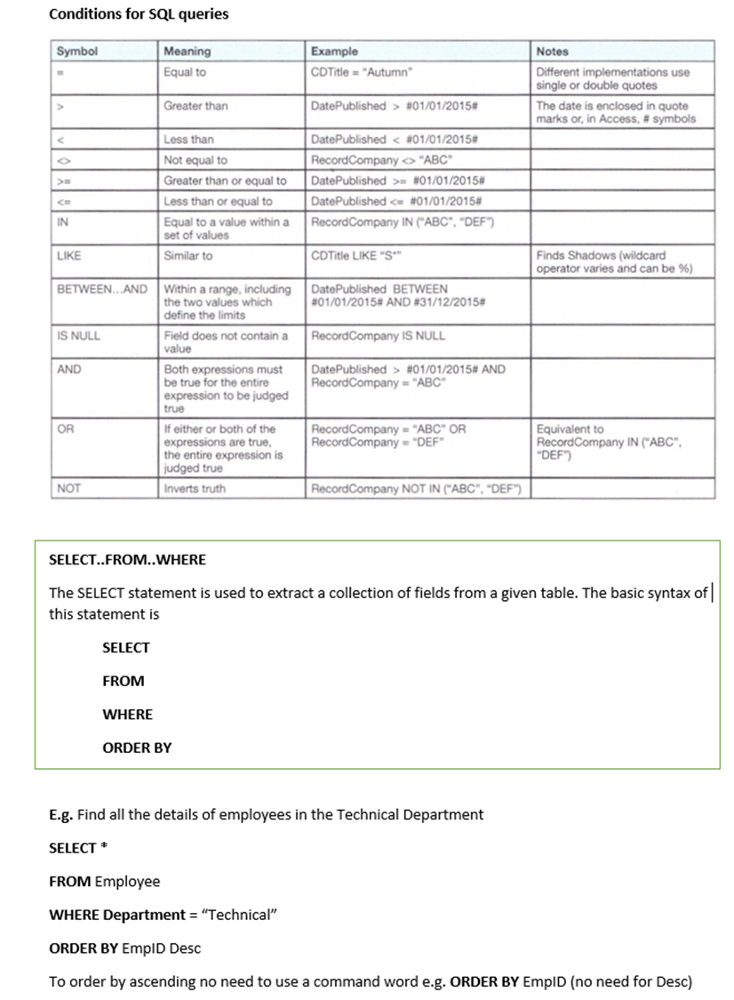 Conditions for SQL queries
Symbol Meaning Example Notes
= Equal to CDTitle = "Autumn" Different implementations use
single or double quotes
> Greater than DatePublished > #01/01/2015# The date is enclosed in quote
marks or, in Access, # symbols
< Less than DatePublished < #01/01/2015#
<> Not equal to RecordCompany <> "ABC"
>= Greater than or equal to DatePublished >= #01/01/2015#
<= Less than or equal to DatePublished <= #01/01/2015#
IN Equal to a value within a RecordCompany IN ("ABC", "DEF")
set of values
LIKE Similar to CDTitle LIKE "S*" Finds Shadows (wildcard
operator varies and can be %)
BETWEEN...AND Within a range, including DatePublished BETWEEN
the two values which #01/01/2015# AND #31/12/2015#
define the limits
IS NULL Field does not contain a RecordCompany IS NULL
value
AND Both expressions must DatePublished > #01/01/2015# AND
be true for the entire RecordCompany = "ABC"
expression to be judged
true
OR If either or both of the RecordCompany = "ABC" OR Equivalent to
expressions are true, RecordCompany = "DEF" RecordCompany IN ("ABC",
the entire expression is "DEF")
judged true
NOT Inverts truth RecordCompany NOT IN ("ABC", "DEF")
SELECT..FROM..WHERE
The SELECT statement is used to extract a collection of fields from a given table. The basic syntax of
this statement is
SELECT
FROM
WHERE
ORDER BY
E.g. Find all the details of employees in the Technical Department
SELECT *
FROM Employee
WHERE Department = “Technical”
ORDER BY EmpID Desc
To order by ascending no need to use a command word e.g. ORDER BY EmpID (no need for Desc)